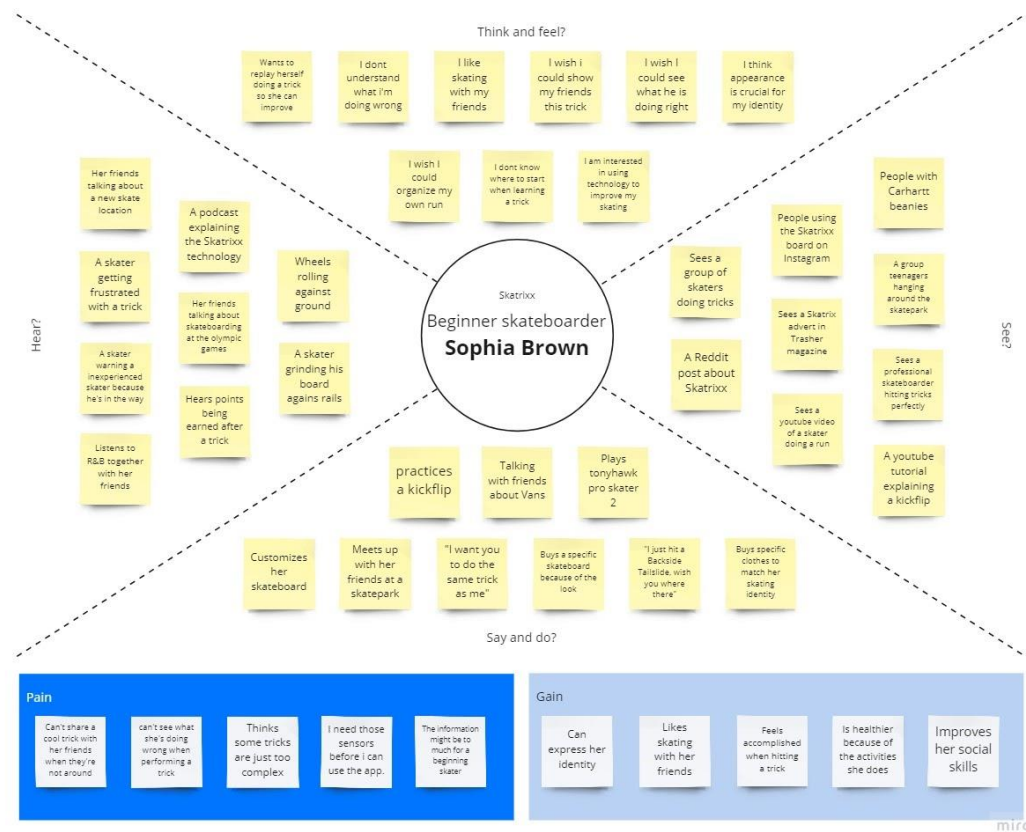 Think and feel?
Wants to
replay herself
doing a trick
so she can
improve
I dont
understand
what i'm
doing wrong
I like
skating
with my
friends
I wish i
could show
my friends
this trick
I wish I
could see
what he is
doing right
I think
appearance
is crucial for
my identity
I wish I
could
organize my
own run
I dont know
where to start
when learning
a trick
I am interested
in using
technology to
improve my
skating
Hear?
Her friends
talking about
a new skate
location
A skater
getting
frustrated
with a trick
A skater
warning a
inexperienced
skater because
he's in the way
Listens to
R&B together
with her
friends
A podcast
explaining
the Skatrixx
technology
Her friends
talking about
skateboarding
at the olympic
games
Hears points
being
earned after
a trick
Wheels
rolling
against
ground
A skater
grinding his
board
agains rails
Skatrixx
Beginner skateboarder
Sophia Brown
Sees a
group of
skaters
doing tricks
A Reddit
post about
Skatrixx
People using
the Skatrixx
board on
Instagram
Sees a Skatrix
advert in
Trasher
magazine
Sees a
youtube video
of a skater
doing a run
People with
Carhartt
beanies
A group
teenagers
hanging
around the
skatepark
Sees a
professional
skateboarder
hitting tricks
perfectly
A youtube
tutorial
explaining
a kickflip
See?
practices
a kickflip
Talking
with friends
about Vans
Plays
tonyhawk
pro skater
2
Customizes
her
skateboard
Meets up
with her
friends at a
skatepark
"I want you
to do the
same trick
as me"
Buys a specific
skateboard
because of the
look
"I just hit a
Backside
Tailslide, wish
you where
there"
Buys specific
clothes to
match her
skating
identity
Say and do?
Pain
Can't share a
cool trick with
her friends
when they're
not around
can't see what
she's doing
wrong when
performing a
trick
Thinks
some tricks
are just too
complex
I need those
sensors
before i can
use the app.
The information
might be to
much for a
beginning
skater
Gain
Can
express her
identity
Likes
skating with
her friends
Feels
accomplished
when hitting
a trick
Is healthier
because of
the activities
she does
Improves
her social
skills
miro